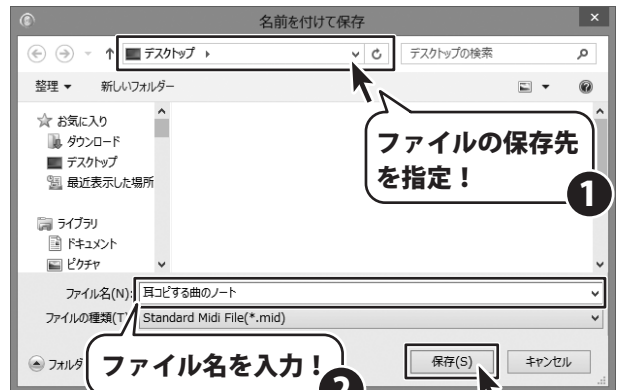 名前を付けて保存
デスクトップ
デスクトップの検索
整理 ▼ 新しいフォルダー
お気に入り
ダウンロード
デスクトップ
最近表示した場所
ファイルの保存先
を指定!
1
ライブラリ
ドキュメント
ピクチャ
ファイル名(N): 耳コピする曲のノート
ファイルの種類(T) Standard Midi File(*.mid)
フォルダ
ファイル名を入力!
2
保存(S) キャンセル